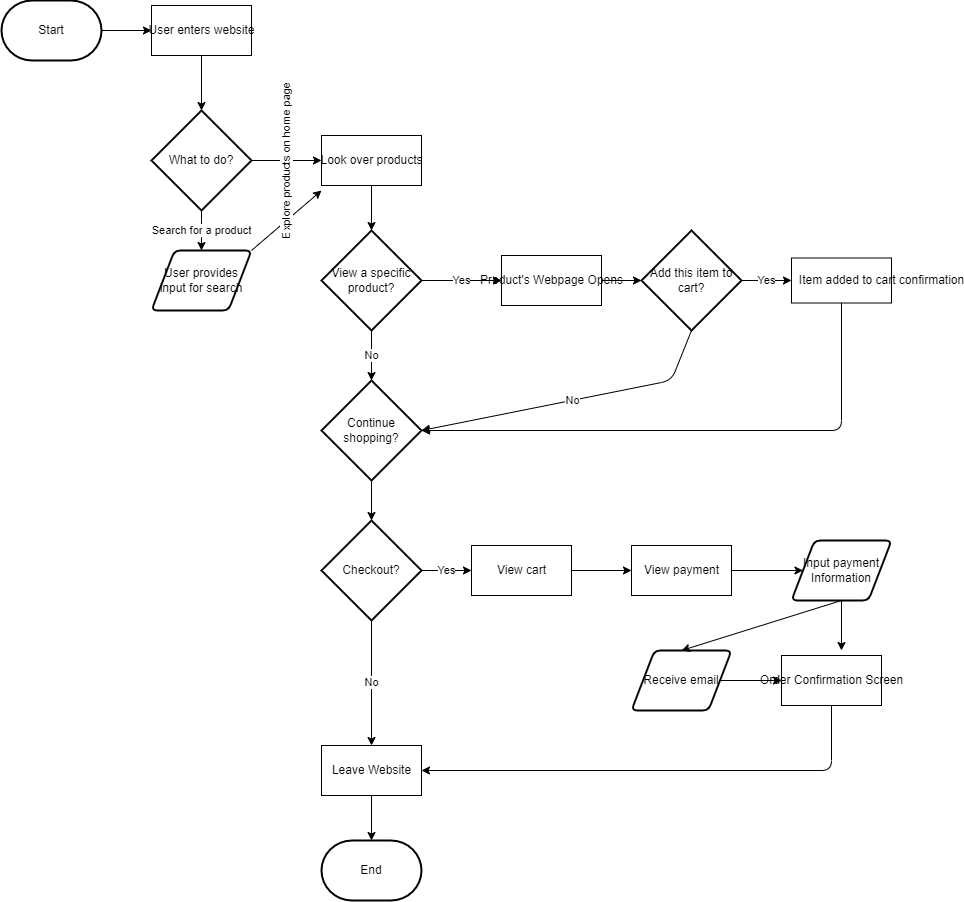 Start
User enters website
What to do?
Explore products on home page
Look over products
Search for a product
User provides
input for search
View a specific
product?
Yes
Product's Webpage Opens
Add this item to
cart?
Yes
Item added to cart confirmation
No
No
Continue
shopping?
Checkout?
Yes
View cart
View payment
Input payment
Information
Receive email
Order Confirmation Screen
No
Leave Website
End